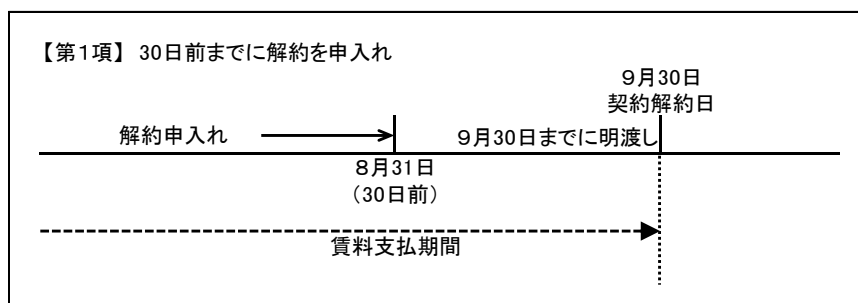 【第1項】 30日前までに解約を申入れ
9月30日
契約解約日
解約申入れ
9月30日までに明渡し
8月31日
(30日前)
賃料支払期間